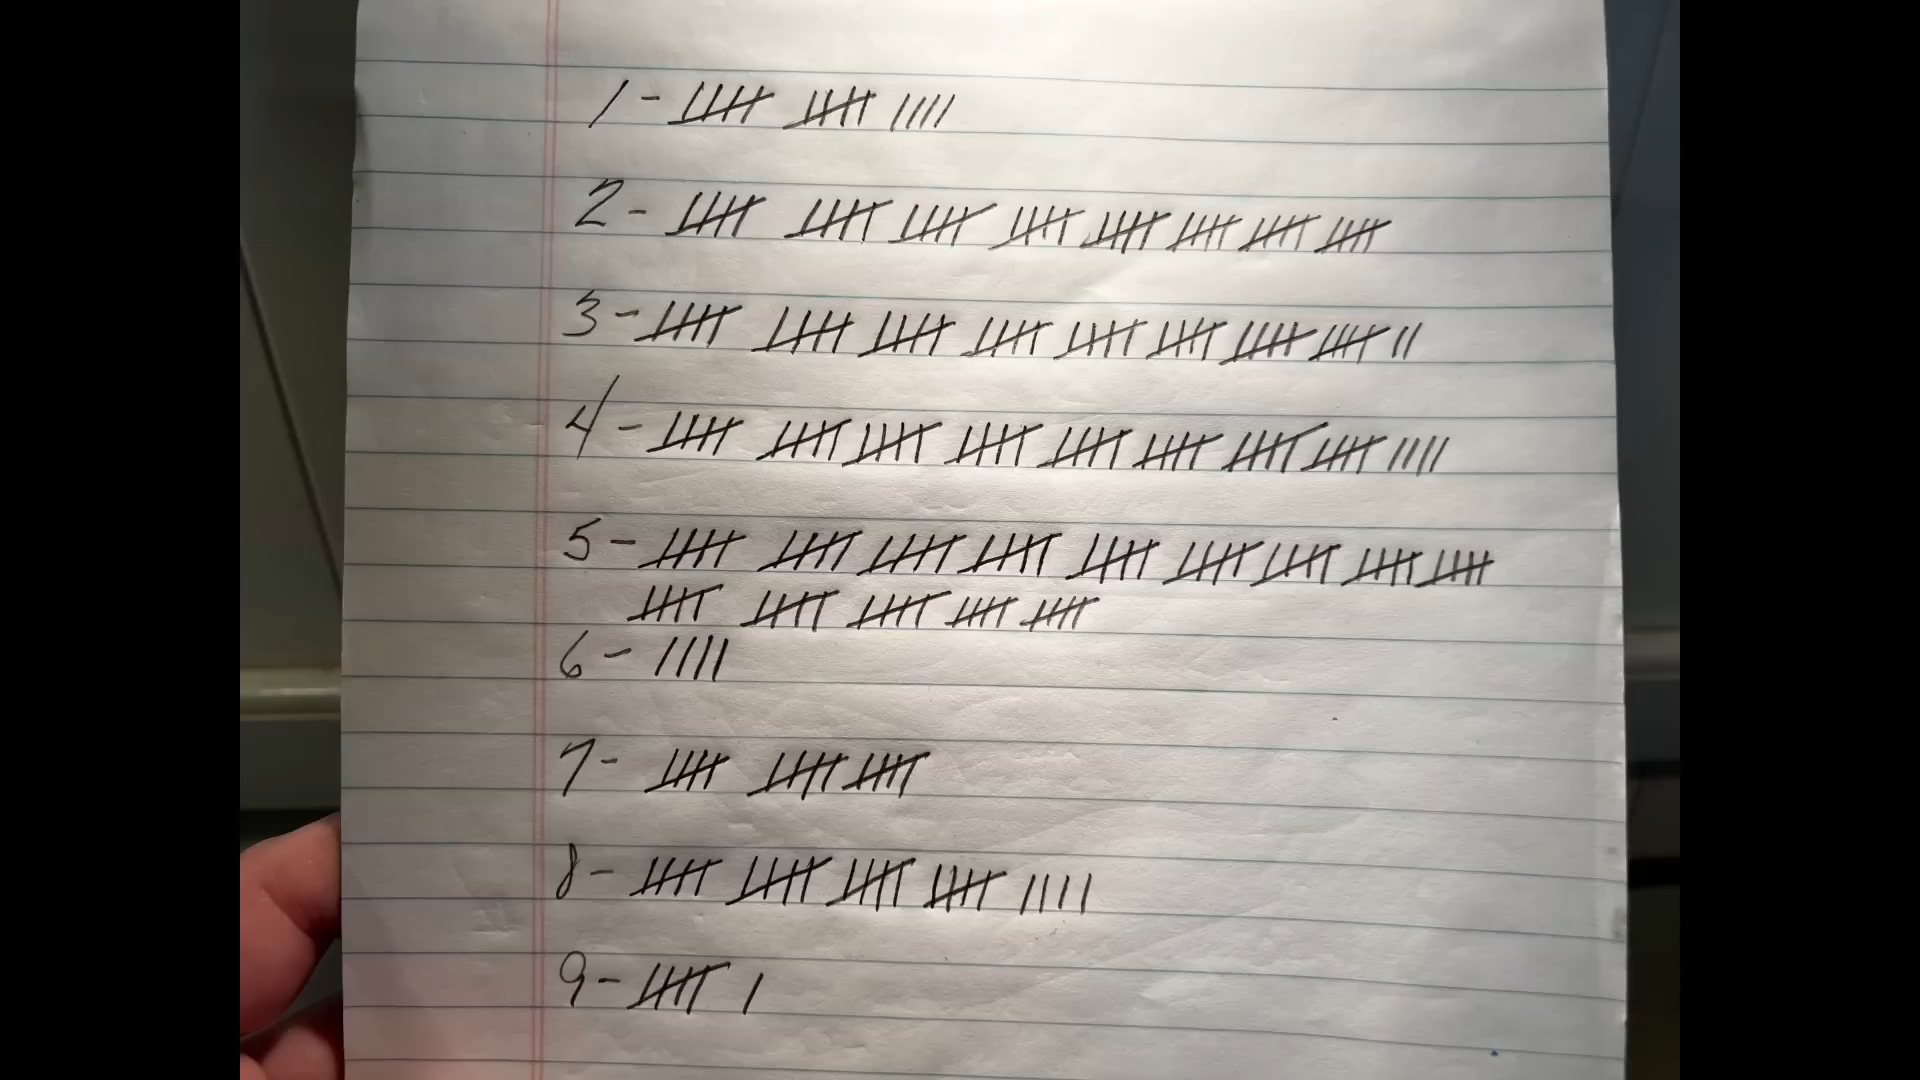 1 - 卌 卌 ||||
2 - 卌 卌 卌 卌 卌 卌 卌 卌
3 - 卌 卌 卌 卌 卌 卌 卌 卌 ||
4 - 卌 卌 卌 卌 卌 卌 卌 卌 ||||
5 - 卌 卌 卌 卌 卌 卌 卌 卌 卌
卌 卌 卌 卌 卌
6 - ||||
7 - 卌 卌 卌
8 - 卌 卌 卌 卌 ||||
9 - 卌 |